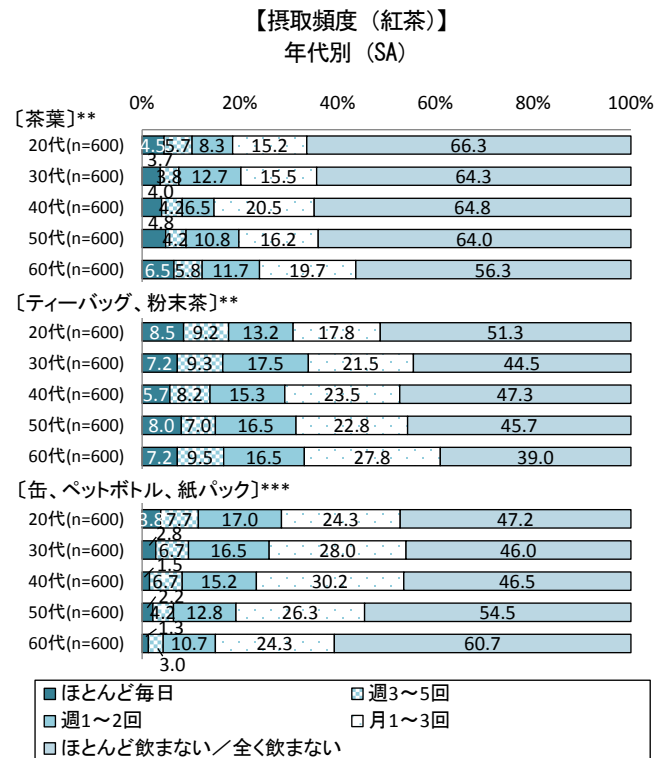 【摂取頻度（紅茶）】
年代別（SA）
0% 20% 40% 60% 80% 100%
〔茶葉〕**
20代(n=600) 4.5 5.7 8.3 15.2 66.3
30代(n=600) 3.7 3.8 12.7 15.5 64.3
40代(n=600) 4.0 4.2 6.5 20.5 64.8
50代(n=600) 4.8 4.2 10.8 16.2 64.0
60代(n=600) 6.5 5.8 11.7 19.7 56.3
〔ティーバッグ、粉末茶〕**
20代(n=600) 8.5 9.2 13.2 17.8 51.3
30代(n=600) 7.2 9.3 17.5 21.5 44.5
40代(n=600) 5.7 8.2 15.3 23.5 47.3
50代(n=600) 8.0 7.0 16.5 22.8 45.7
60代(n=600) 7.2 9.5 16.5 27.8 39.0
〔缶、ペットボトル、紙パック〕***
20代(n=600) 3.8 7.7 17.0 24.3 47.2
30代(n=600) 2.8 6.7 16.5 28.0 46.0
40代(n=600) 1.5 6.7 15.2 30.2 46.5
50代(n=600) 2.2 4.2 12.8 26.3 54.5
60代(n=600) 1.3 3.0 10.7 24.3 60.7
ほとんど毎日 週3～5回
週1～2回 月1～3回
ほとんど飲まない／全く飲まない